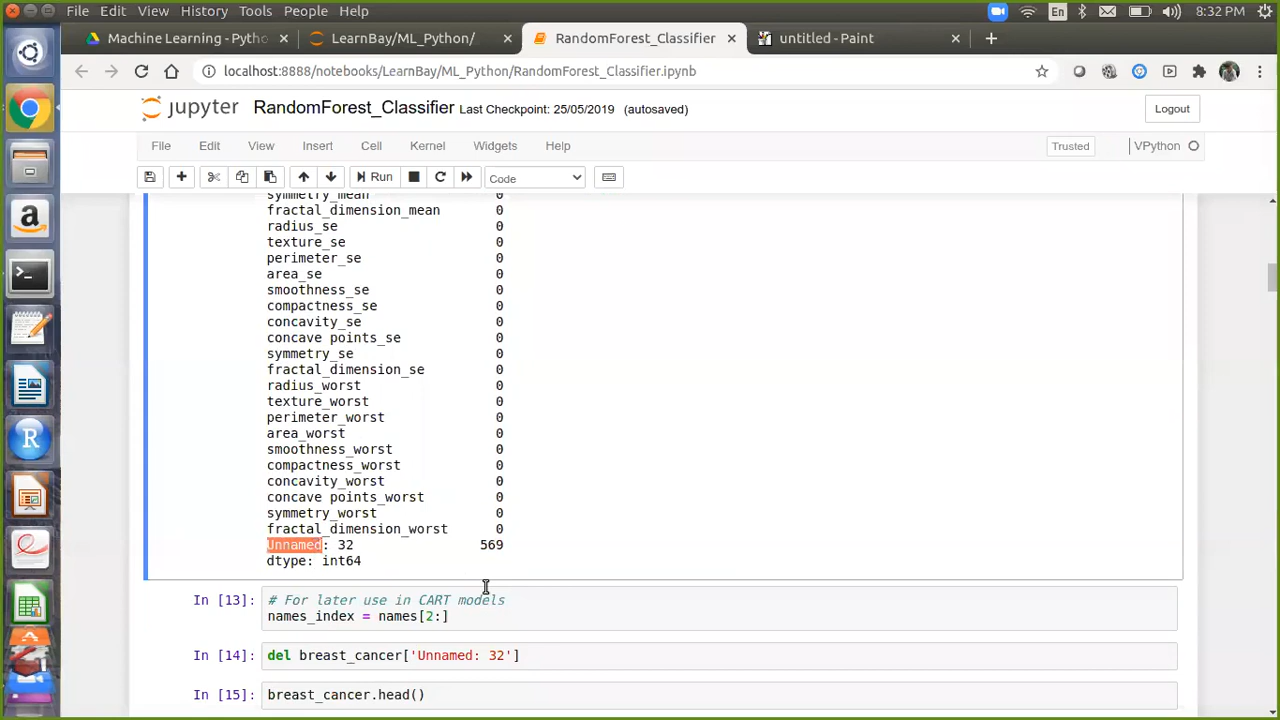 File Edit View History Tools People Help En 8:32 PM
Machine Learning - Pytho LearnBay/ML_Python/ RandomForest_Classifier untitled - Paint
localhost:8888/notebooks/LearnBay/ML_Python/RandomForest_Classifier.ipynb
jupyter RandomForest_Classifier Last Checkpoint: 25/05/2019 (autosaved) Logout
File Edit View Insert Cell Kernel Widgets Help Trusted VPython
Run Code
symmetry_mean 0
fractal_dimension_mean 0
radius_se 0
texture_se 0
perimeter_se 0
area_se 0
smoothness_se 0
compactness_se 0
concavity_se 0
concave points_se 0
symmetry_se 0
fractal_dimension_se 0
radius_worst 0
texture_worst 0
perimeter_worst 0
area_worst 0
smoothness_worst 0
compactness_worst 0
concavity_worst 0
concave points_worst 0
symmetry_worst 0
fractal_dimension_worst 0
Unnamed: 32 569
dtype: int64
In [13]: # For later use in CART models
names_index = names[2:]
In [14]: del breast_cancer['Unnamed: 32']
In [15]: breast_cancer.head()